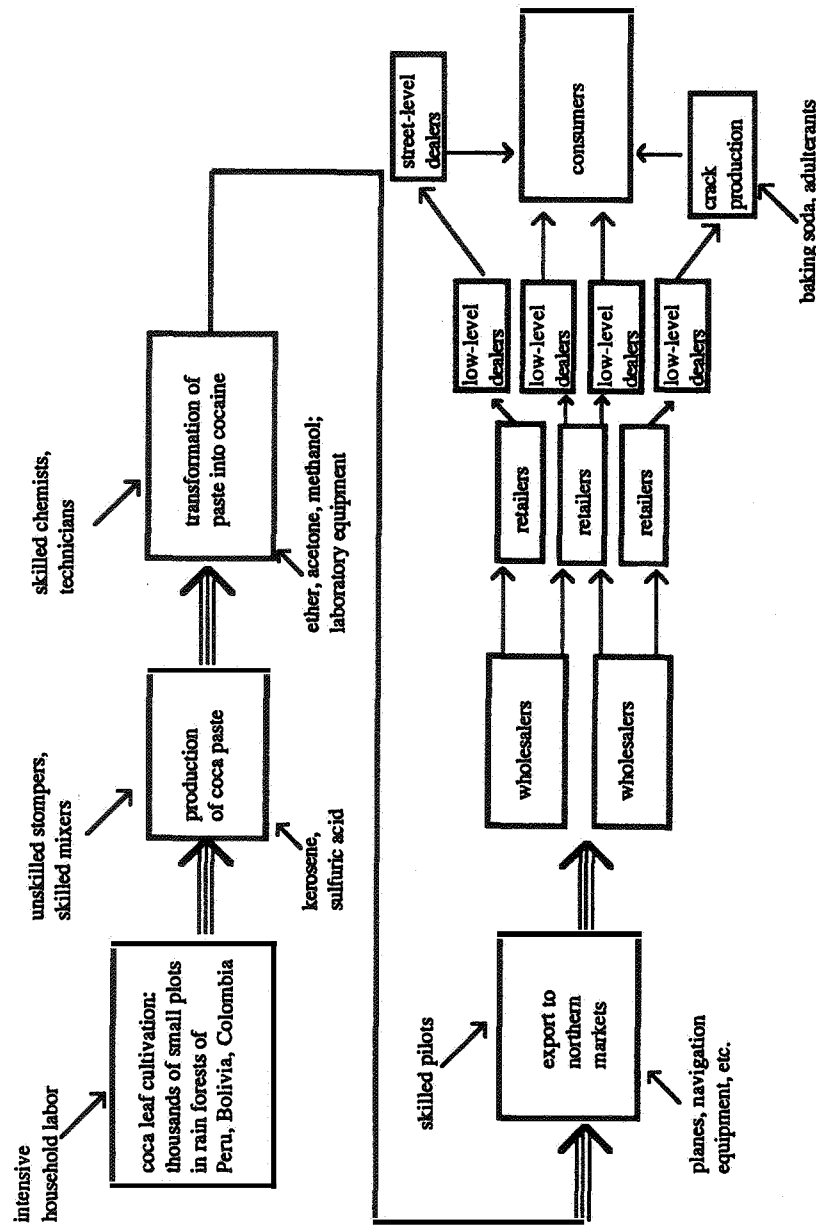 intensive
household labor
coca leaf cultivation:
thousands of small plots
in rain forests of
Peru, Bolivia, Colombia
unskilled stompers,
skilled mixers
production
of coca paste
kerosene,
sulfuric acid
skilled chemists,
technicians
transformation of
paste into cocaine
ether, acetone, methanol;
laboratory equipment
skilled pilots
export to
northern
markets
planes, navigation
equipment, etc.
wholesalers
wholesalers
retailers
retailers
retailers
low-level
dealers
low-level
dealers
low-level
dealers
low-level
dealers
street-level
dealers
consumers
crack
production
baking soda, adulterants